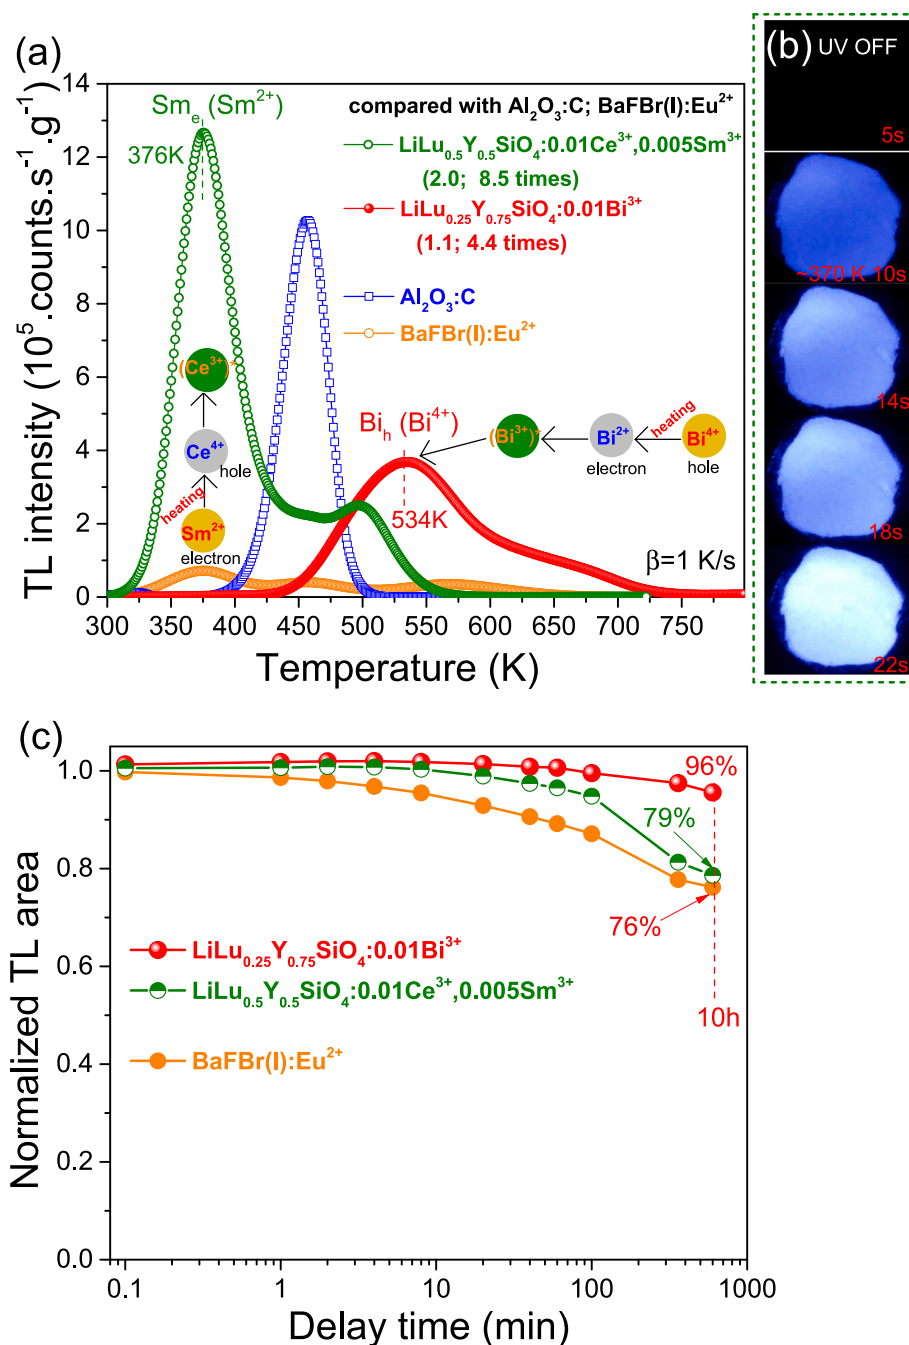 (a)
(b) UV OFF
14
12
10
8
6
4
2
0
TL intensity (10⁵.counts.s⁻¹.g⁻¹)
Smₑ (Sm²⁺)
376K
compared with Al₂O₃:C; BaFBr(I):Eu²⁺
LiLu₀.₅Y₀.₅SiO₄:0.01Ce³⁺,0.005Sm³⁺
(2.0; 8.5 times)
LiLu₀.₂₅Y₀.₇₅SiO₄:0.01Bi³⁺
(1.1; 4.4 times)
Al₂O₃:C
BaFBr(I):Eu²⁺
(Ce³⁺)⁺
Ce⁴⁺
hole
heating
Sm²⁺
electron
Biₕ (Bi⁴⁺)
534K
(Bi³⁺)⁺
Bi²⁺
electron
heating
Bi⁴⁺
hole
β=1 K/s
300 350 400 450 500 550 600 650 700 750
Temperature (K)
5s
~370 K 10s
14s
18s
22s
(c)
1.0
0.8
0.6
0.4
0.2
0.0
Normalized TL area
96%
79%
76%
10h
LiLu₀.₂₅Y₀.₇₅SiO₄:0.01Bi³⁺
LiLu₀.₅Y₀.₅SiO₄:0.01Ce³⁺,0.005Sm³⁺
BaFBr(I):Eu²⁺
0.1 1 10 100 1000
Delay time (min)